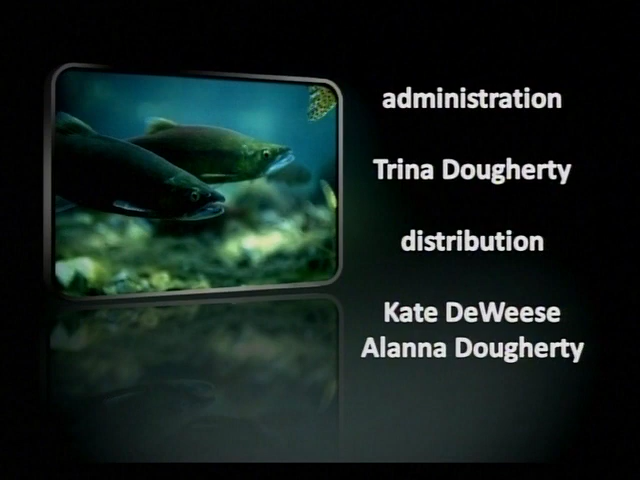 administration
Trina Dougherty
distribution
Kate DeWeese
Alanna Dougherty